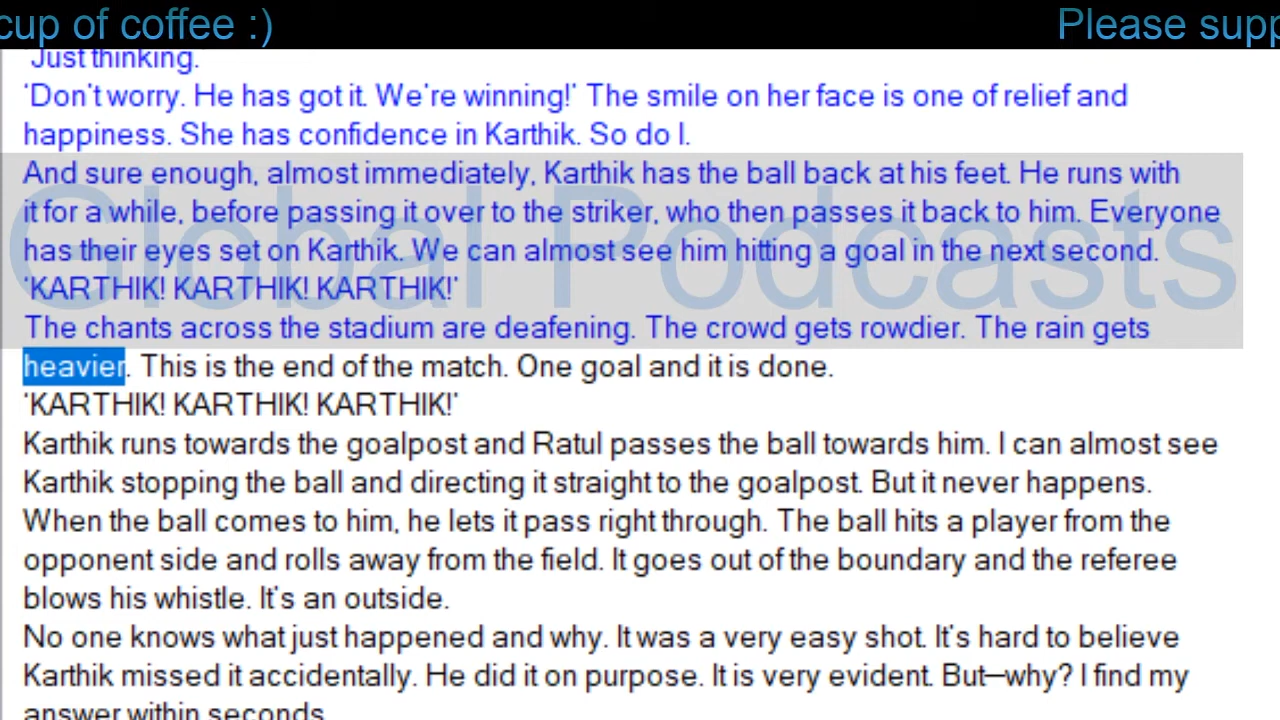 cup of coffee :) Please supp
Just thinking.
'Don't worry. He has got it. We're winning!' The smile on her face is one of relief and
happiness. She has confidence in Karthik. So do I.
And sure enough, almost immediately, Karthik has the ball back at his feet. He runs with
it for a while, before passing it over to the striker, who then passes it back to him. Everyone
has their eyes set on Karthik. We can almost see him hitting a goal in the next second.
'KARTHIK! KARTHIK! KARTHIK!'
Global Podcasts
The chants across the stadium are deafening. The crowd gets rowdier. The rain gets
heavier. This is the end of the match. One goal and it is done.
'KARTHIK! KARTHIK! KARTHIK!'
Karthik runs towards the goalpost and Ratul passes the ball towards him. I can almost see
Karthik stopping the ball and directing it straight to the goalpost. But it never happens.
When the ball comes to him, he lets it pass right through. The ball hits a player from the
opponent side and rolls away from the field. It goes out of the boundary and the referee
blows his whistle. It's an outside.
No one knows what just happened and why. It was a very easy shot. It's hard to believe
Karthik missed it accidentally. He did it on purpose. It is very evident. But—why? I find my
answer within seconds.